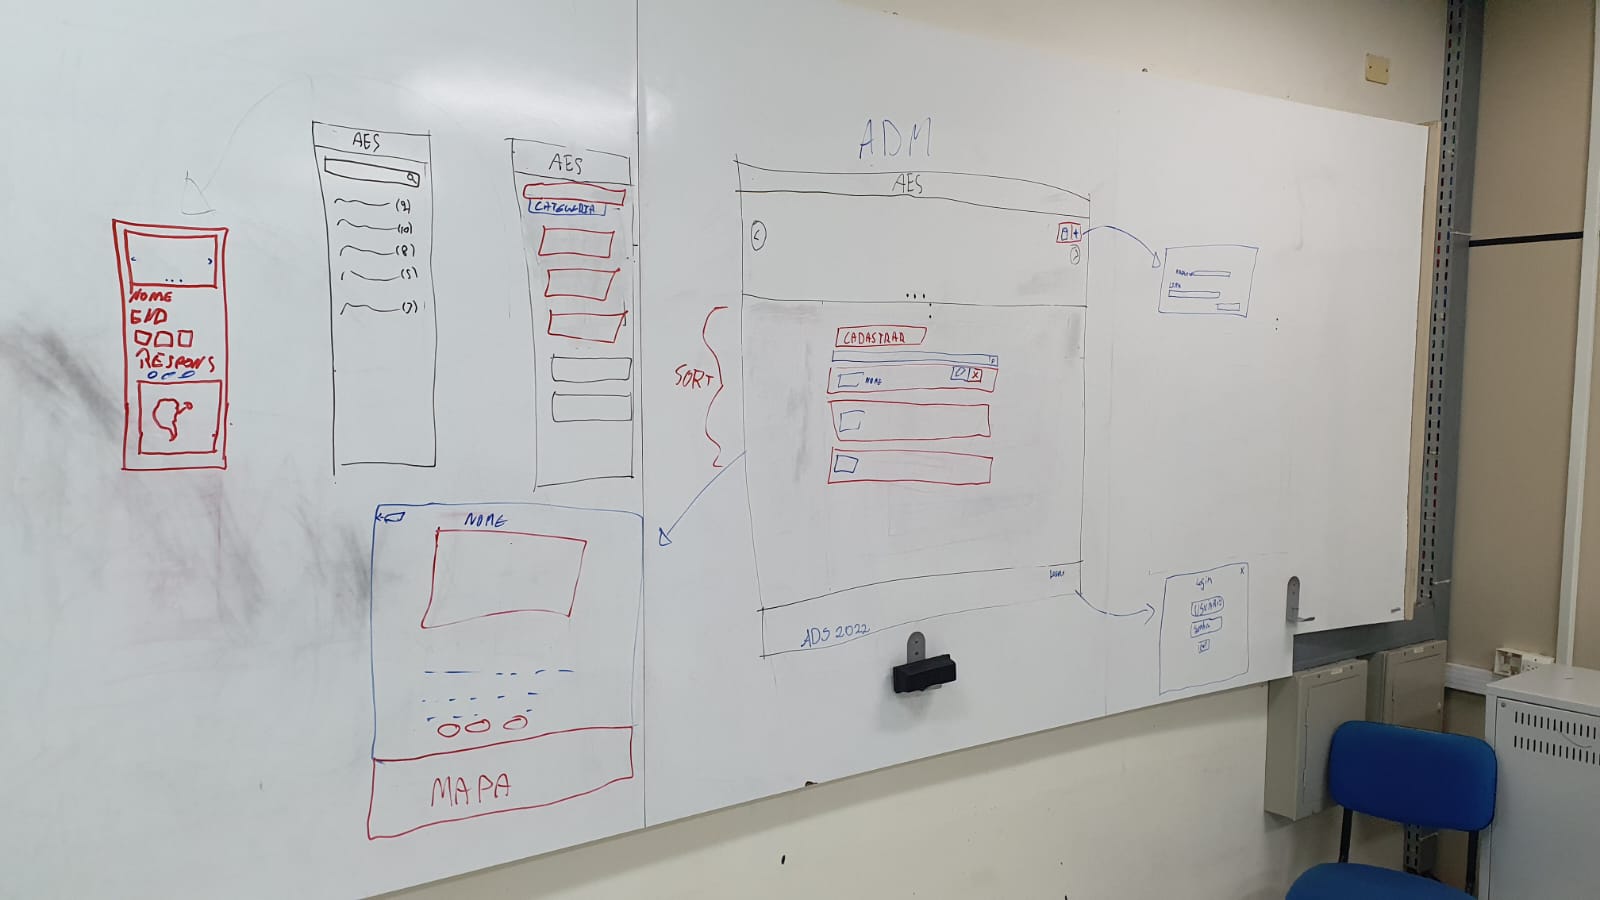 NOME
END
RESPONS
AES
(9)
(10)
(8)
(5)
(7)
AES
CATEGORIA
NOME
MAPA
ADM
AES
SORT
CADASTRAR
NOME
X
ADS 2022
LINK
Login
X
USUARIO
SENHA